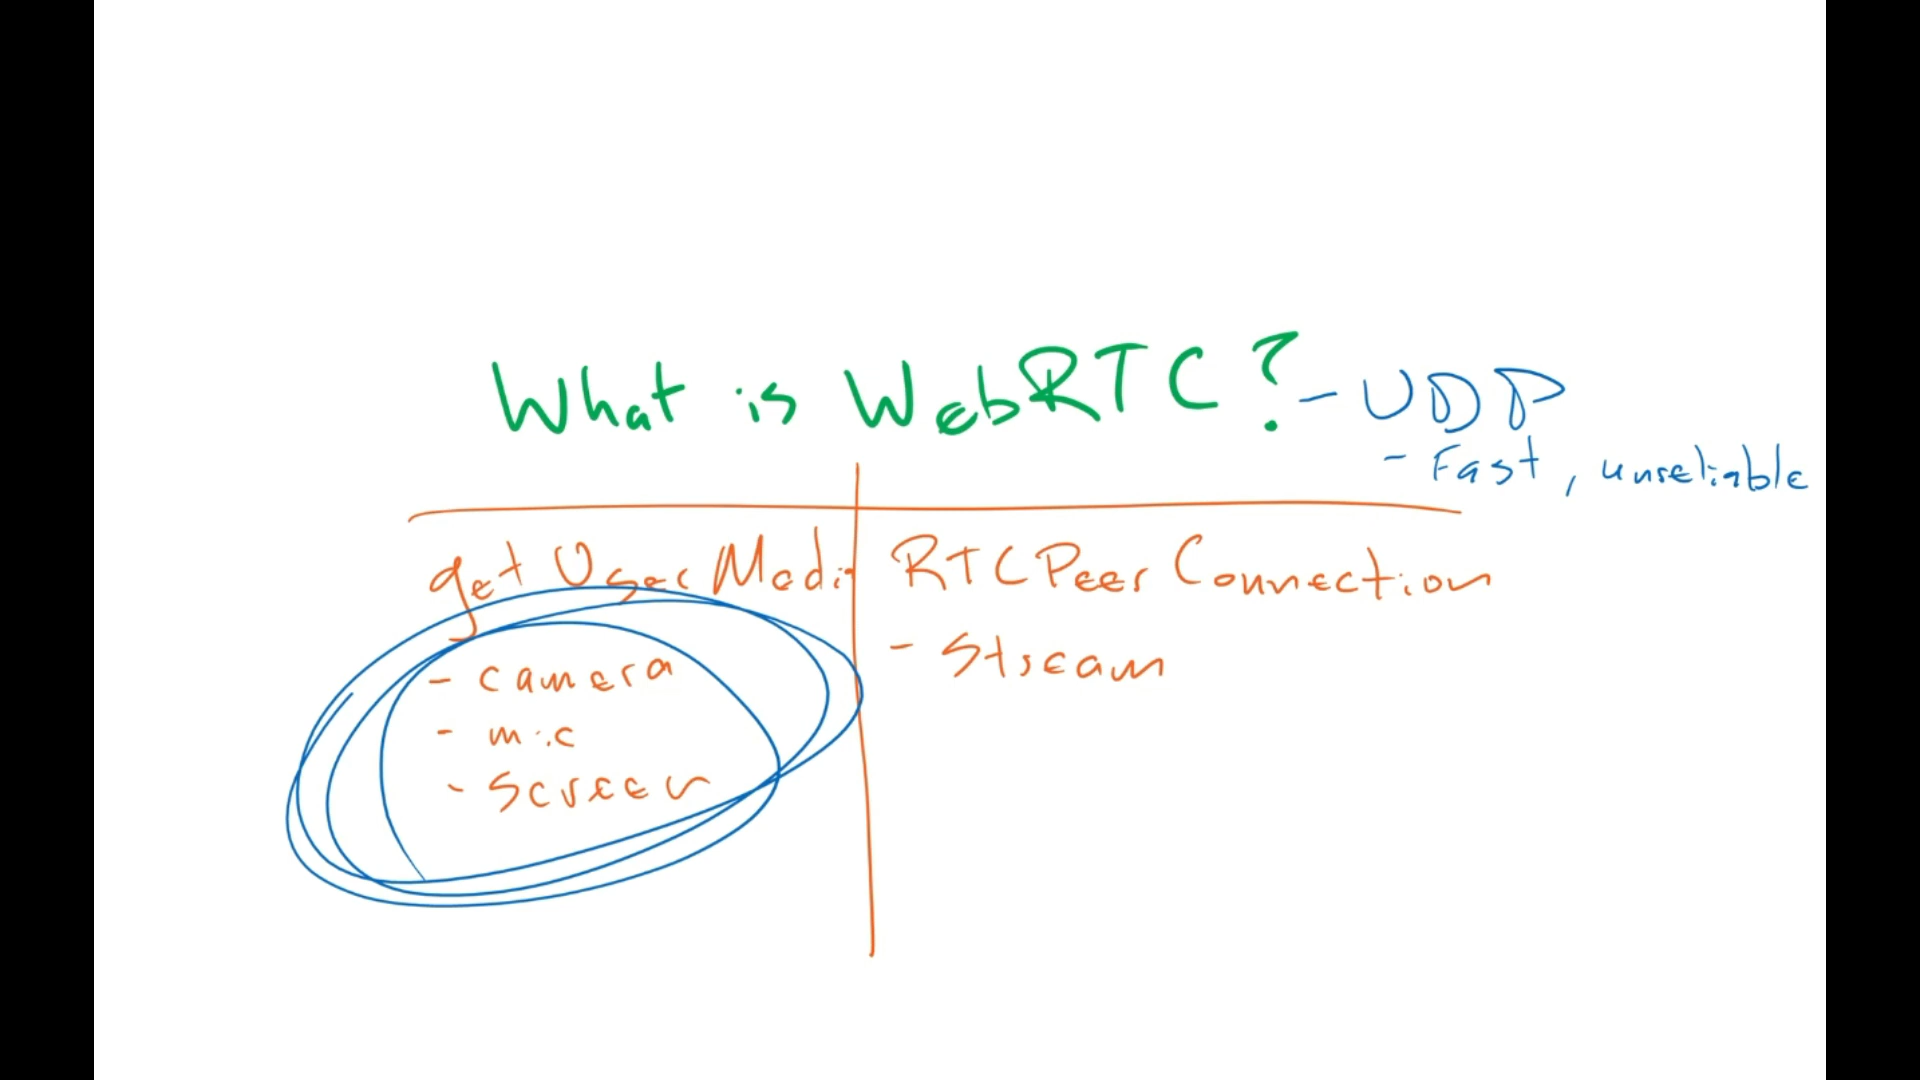 What is WebRTC? - UDP
- Fast, unreliable
getUserMedia
RTCPeerConnection
- camera
- mic
- screen
- Stream